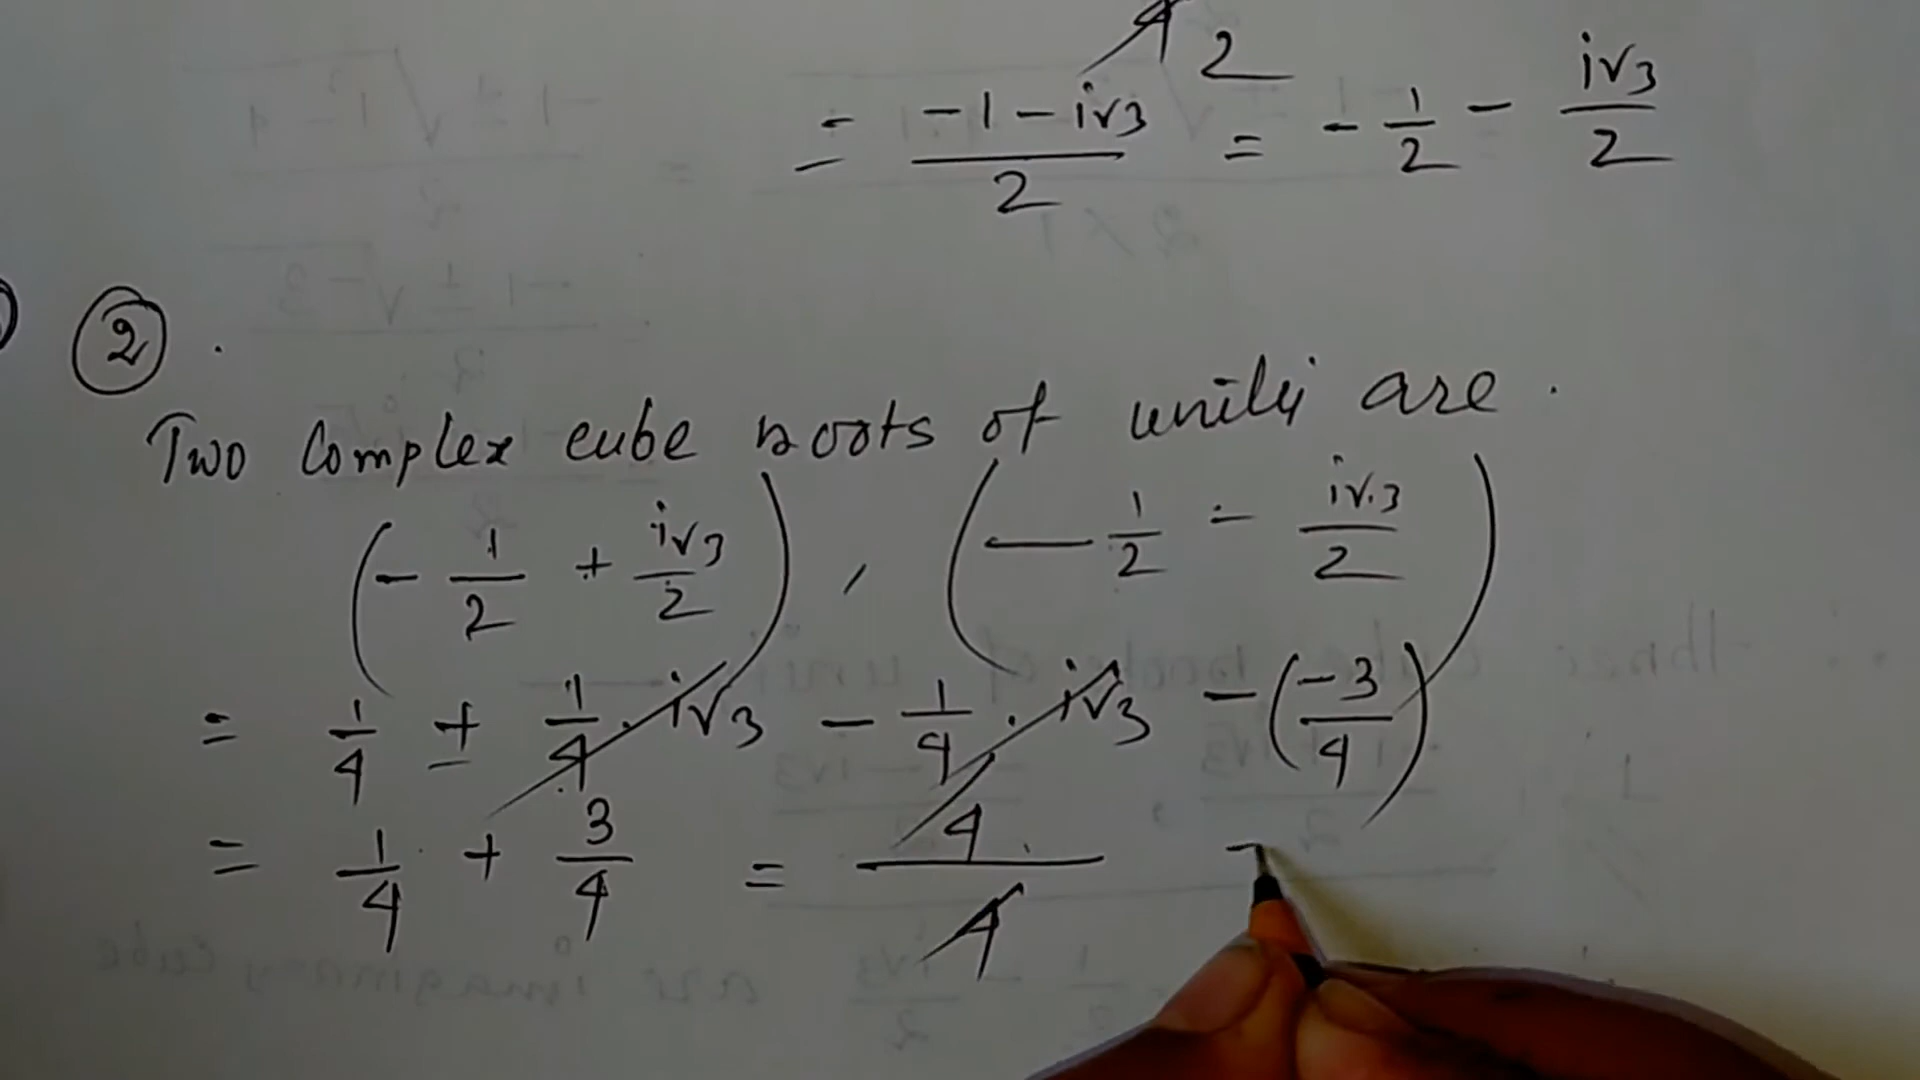 4 2
= -1 - i√3 / 2 = - 1/2 - i√3 / 2
(2) .
Two complex cube roots of unity are .
( - 1/2 + i√3 / 2 ) , ( - 1/2 - i√3 / 2 )
= 1/4 + 1/4 . i√3 - 1/4 . i√3 - ( -3 / 4 )
= 1/4 + 3/4 = 4/4